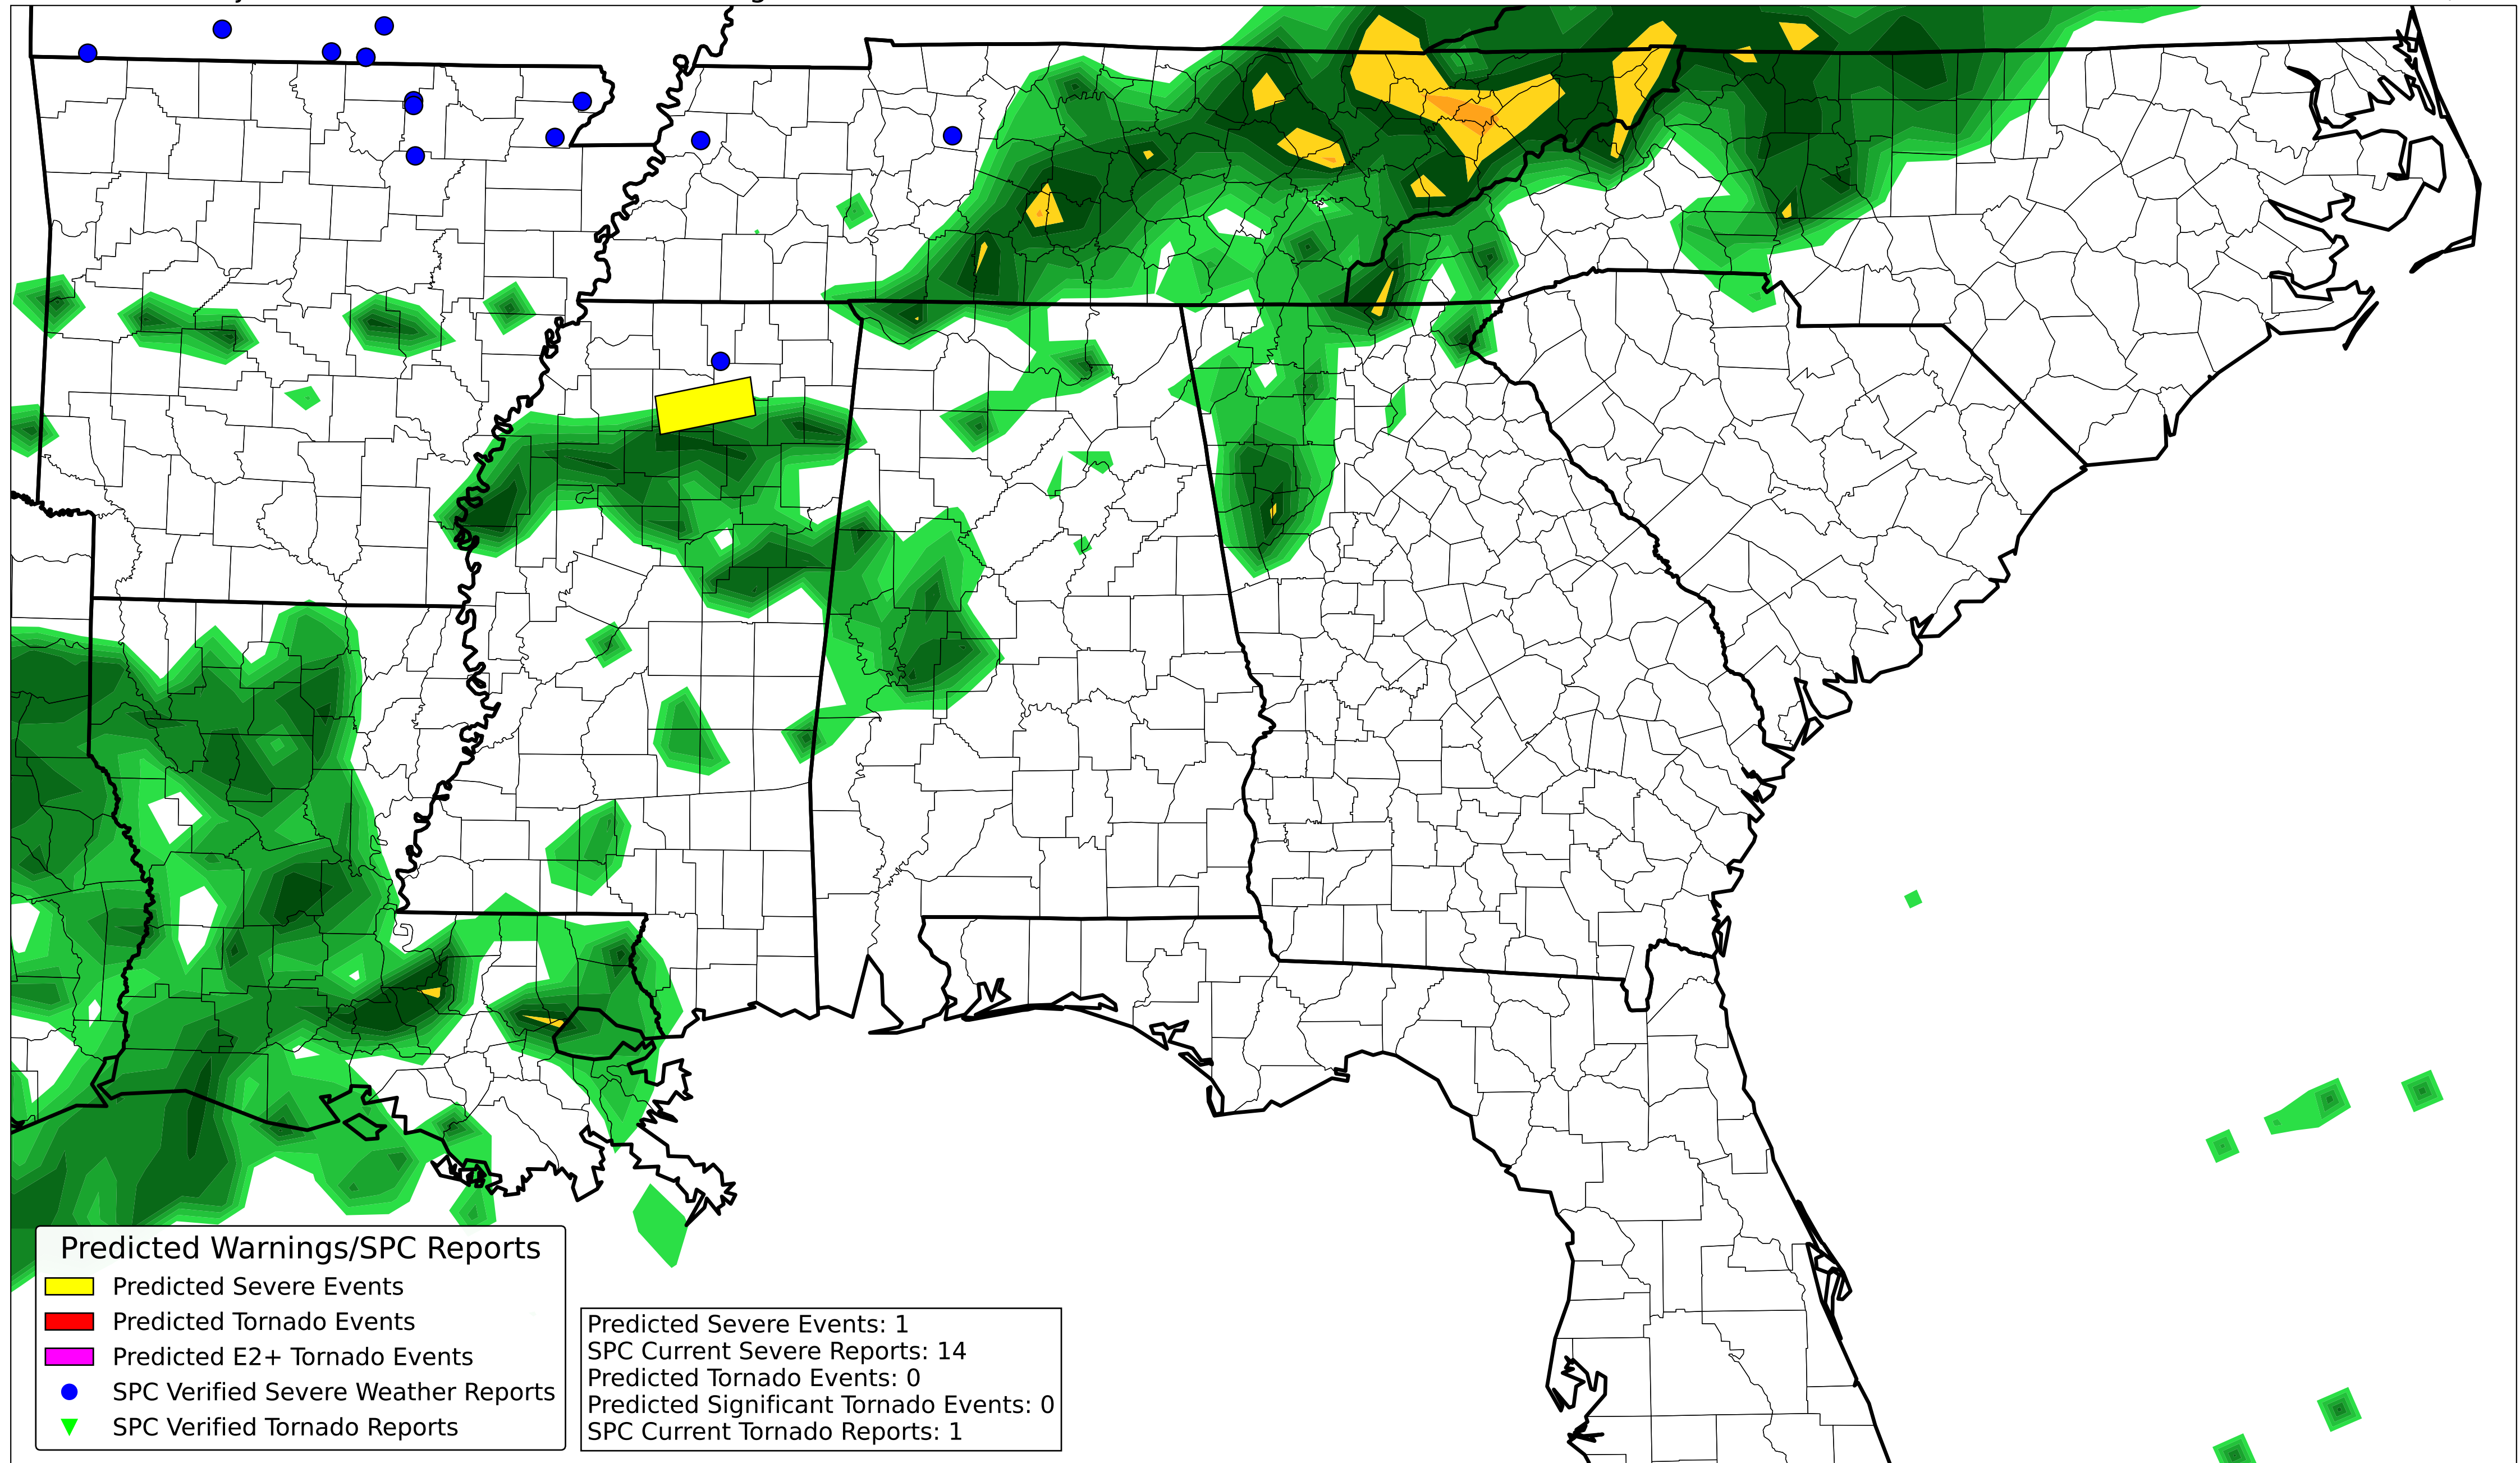 Predicted Warnings/SPC Reports
Predicted Severe Events
Predicted Tornado Events
Predicted E2+ Tornado Events
SPC Verified Severe Weather Reports
SPC Verified Tornado Reports
Predicted Severe Events: 1
SPC Current Severe Reports: 14
Predicted Tornado Events: 0
Predicted Significant Tornado Events: 0
SPC Current Tornado Reports: 1